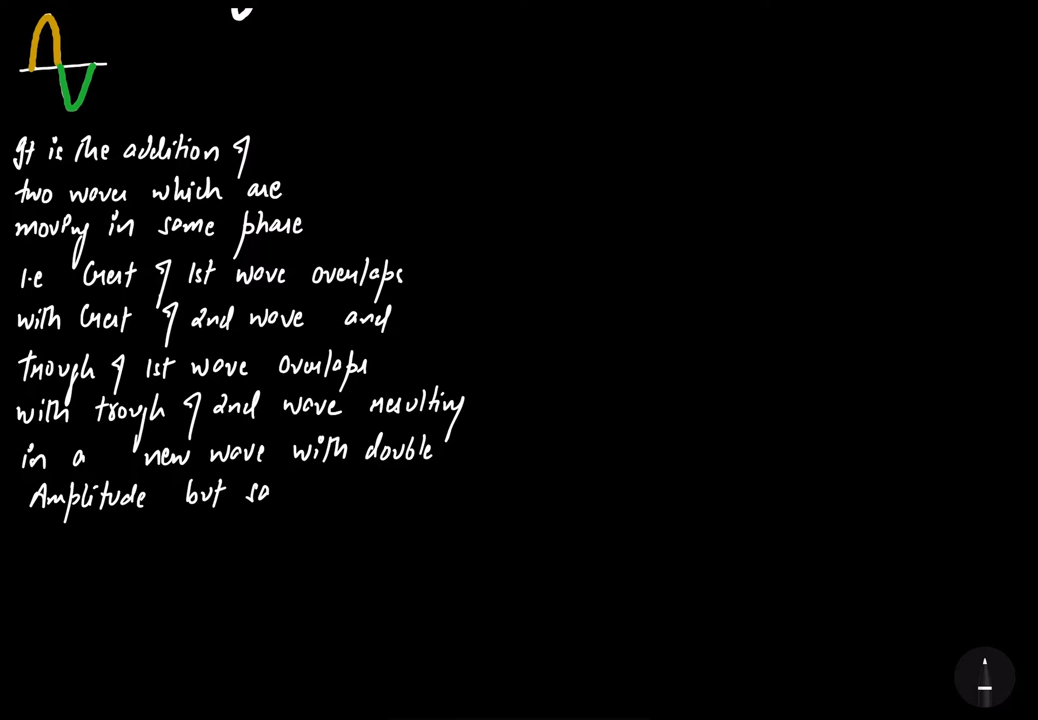 It is the addition of
two waves which are
moving in same phase
i.e Crest of 1st wave overlaps
with Crest of 2nd wave and
trough of 1st wave overlaps
with trough of 2nd wave resulting
in a new wave with double
Amplitude but sa